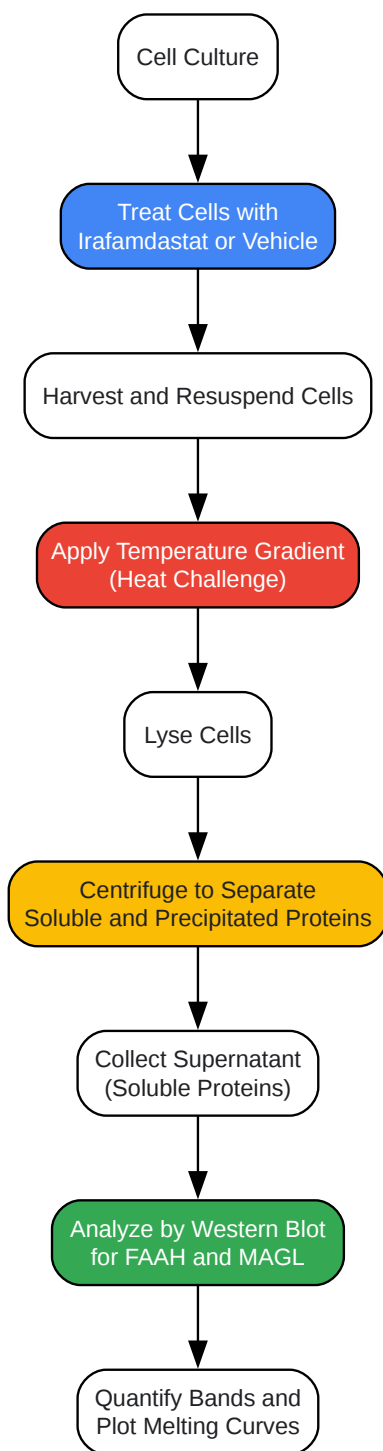 Cell Culture
Treat Cells with
Irafamdastat or Vehicle
Harvest and Resuspend Cells
Apply Temperature Gradient
(Heat Challenge)
Lyse Cells
Centrifuge to Separate
Soluble and Precipitated Proteins
Collect Supernatant
(Soluble Proteins)
Analyze by Western Blot
for FAAH and MAGL
Quantify Bands and
Plot Melting Curves